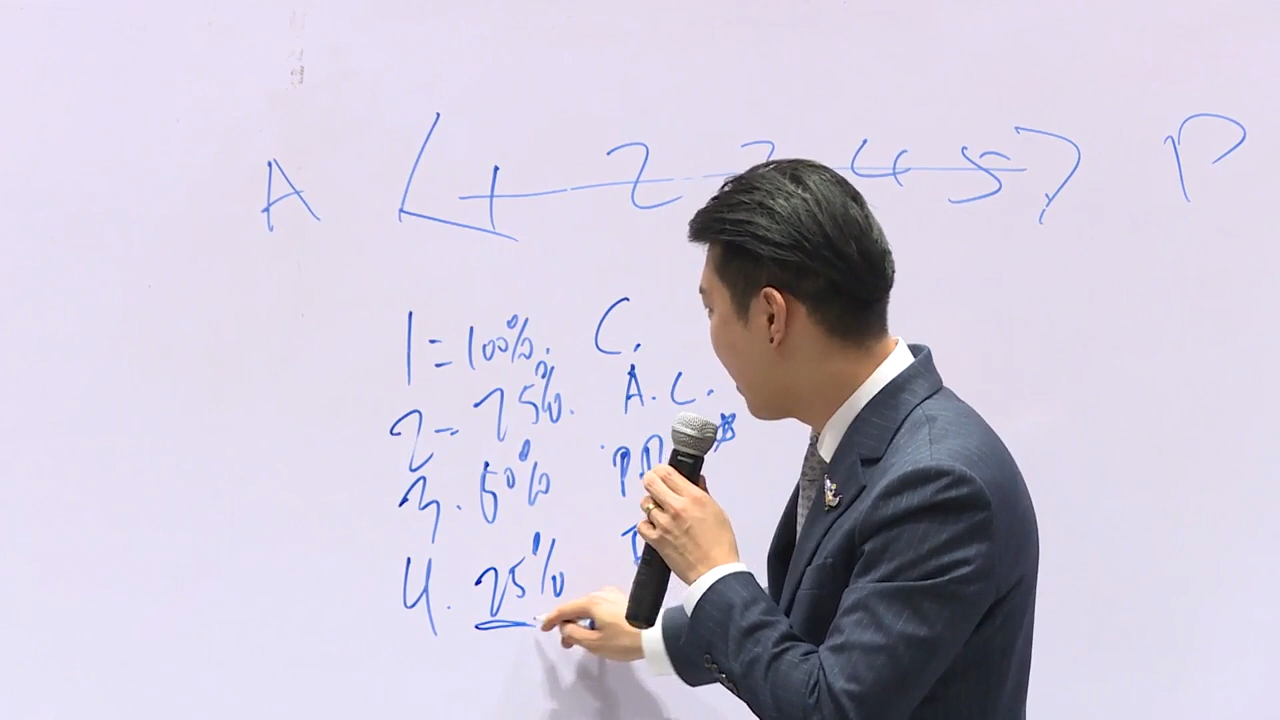 A 1 2 3 4 5 P
1=100%. C.
2=75%. A.C.
3.50%
4.25%